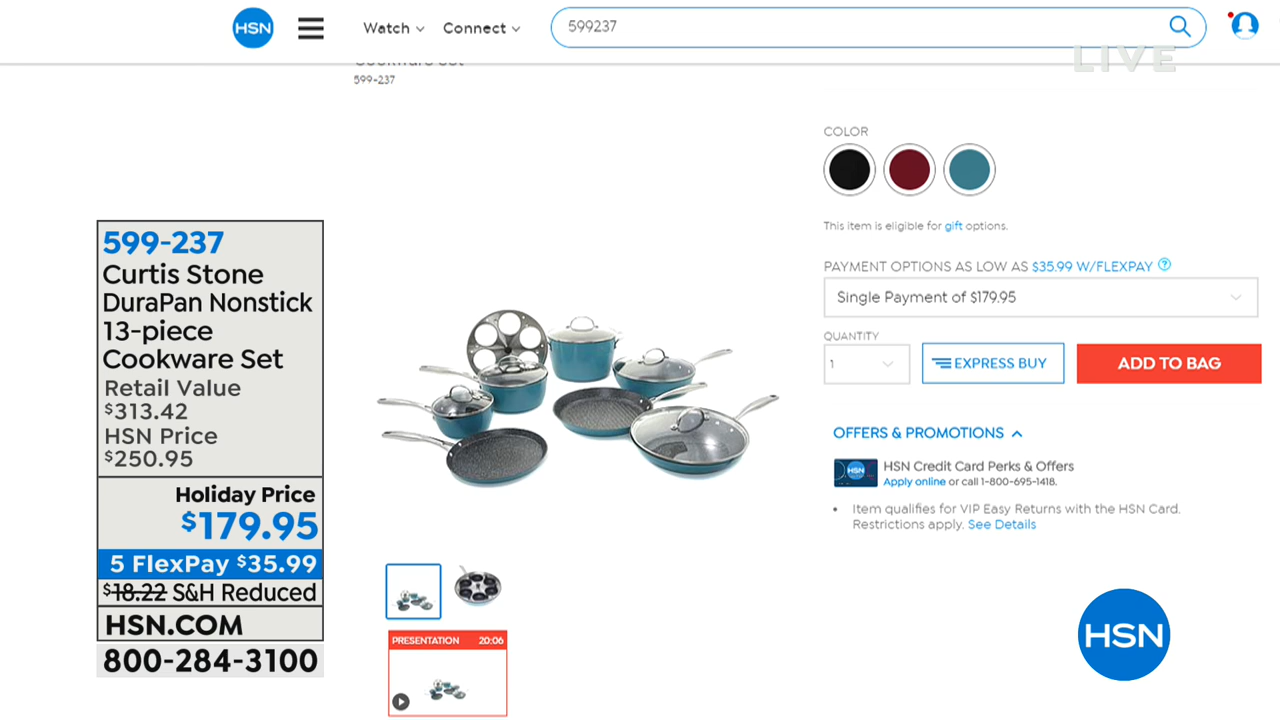 HSN
Watch
Connect
599237
LIVE
Cookware Set
599-237
COLOR
This item is eligible for gift options.
PAYMENT OPTIONS AS LOW AS $35.99 W/FLEXPAY ?
Single Payment of $179.95
QUANTITY
1
EXPRESS BUY
ADD TO BAG
OFFERS & PROMOTIONS
HSN
HSN Credit Card Perks & Offers
Apply online or call 1-800-695-1418.
• Item qualifies for VIP Easy Returns with the HSN Card.
Restrictions apply. See Details
599-237
Curtis Stone
DuraPan Nonstick
13-piece
Cookware Set
Retail Value
$313.42
HSN Price
$250.95
Holiday Price
$179.95
5 FlexPay $35.99
$18.22 S&H Reduced
HSN.COM
800-284-3100
PRESENTATION 20:06
HSN